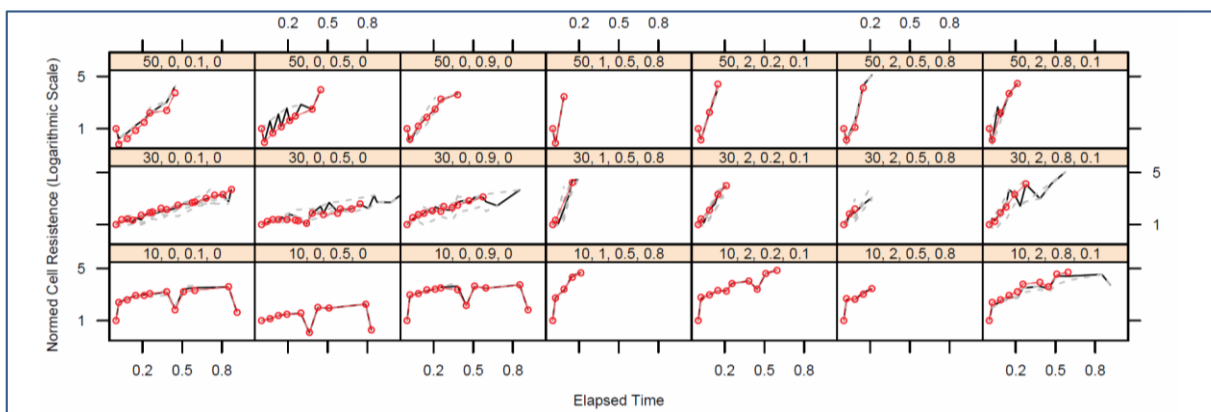 0.2 0.5 0.8 0.2 0.5 0.8 0.2 0.5 0.8
Normed Cell Resistence (Logarithmic Scale)
50, 0, 0.1, 0 50, 0, 0.5, 0 50, 0, 0.9, 0 50, 1, 0.5, 0.8 50, 2, 0.2, 0.1 50, 2, 0.5, 0.8 50, 2, 0.8, 0.1
5
1
30, 0, 0.1, 0 30, 0, 0.5, 0 30, 0, 0.9, 0 30, 1, 0.5, 0.8 30, 2, 0.2, 0.1 30, 2, 0.5, 0.8 30, 2, 0.8, 0.1
5
1
10, 0, 0.1, 0 10, 0, 0.5, 0 10, 0, 0.9, 0 10, 1, 0.5, 0.8 10, 2, 0.2, 0.1 10, 2, 0.5, 0.8 10, 2, 0.8, 0.1
5
1
0.2 0.5 0.8 0.2 0.5 0.8 0.2 0.5 0.8 0.2 0.5 0.8
Elapsed Time